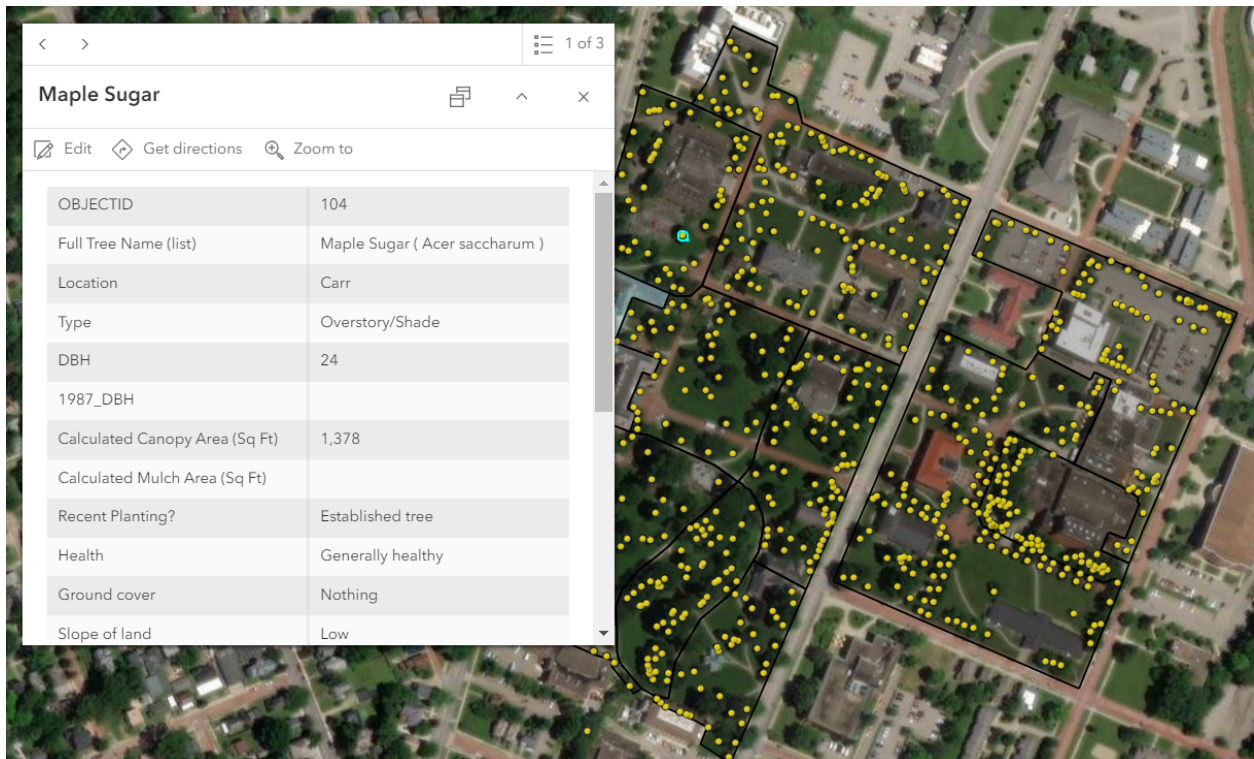 1 of 3
Maple Sugar
Edit Get directions Zoom to
OBJECTID 104
Full Tree Name (list) Maple Sugar ( Acer saccharum )
Location Carr
Type Overstory/Shade
DBH 24
1987_DBH
Calculated Canopy Area (Sq Ft) 1,378
Calculated Mulch Area (Sq Ft)
Recent Planting? Established tree
Health Generally healthy
Ground cover Nothing
Slope of land Low